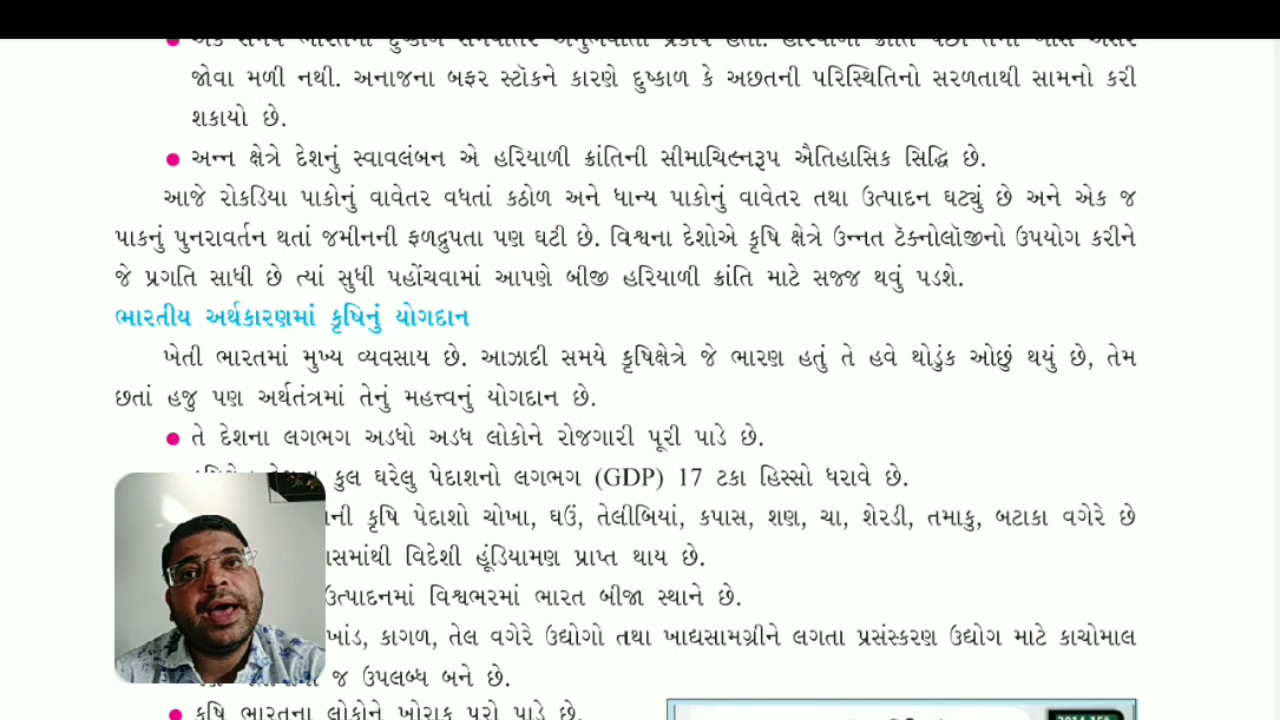 જોવા મળી નથી. અનાજના બફર સ્ટૉકને કારણે દુષ્કાળ કે અછતની પરિસ્થિતિનો સરળતાથી સામનો કરી
શકાયો છે.
અન્ન ક્ષેત્રે દેશનું સ્વાવલંબન એ હરિયાળી ક્રાંતિની સીમાચિહ્નરૂપ ઐતિહાસિક સિદ્ધિ છે.
આજે રોકડિયા પાકોનું વાવેતર વધતાં કઠોળ અને ધાન્ય પાકોનું વાવેતર તથા ઉત્પાદન ઘટ્યું છે અને એક જ
પાકનું પુનરાવર્તન થતાં જમીનની ફળદ્રુપતા પણ ઘટી છે. વિશ્વના દેશોએ કૃષિ ક્ષેત્રે ઉન્નત ટૅક્નોલૉજીનો ઉપયોગ કરીને
જે પ્રગતિ સાધી છે ત્યાં સુધી પહોંચવામાં આપણે બીજી હરિયાળી ક્રાંતિ માટે સજ્જ થવું પડશે.
ભારતીય અર્થકારણમાં કૃષિનું યોગદાન
ખેતી ભારતમાં મુખ્ય વ્યવસાય છે. આઝાદી સમયે કૃષિક્ષેત્રે જે ભારણ હતું તે હવે થોડુંક ઓછું થયું છે, તેમ
છતાં હજુ પણ અર્થતંત્રમાં તેનું મહત્ત્વનું યોગદાન છે.
તે દેશના લગભગ અડધો અડધ લોકોને રોજગારી પૂરી પાડે છે.
કુલ ઘરેલુ પેદાશનો લગભગ (GDP) 17 ટકા હિસ્સો ધરાવે છે.
ની કૃષિ પેદાશો ચોખા, ઘઉં, તેલીબિયાં, કપાસ, શણ, ચા, શેરડી, તમાકુ, બટાકા વગેરે છે
સમાંથી વિદેશી હૂંડિયામણ પ્રાપ્ત થાય છે.
ઉત્પાદનમાં વિશ્વભરમાં ભારત બીજા સ્થાને છે.
ખાંડ, કાગળ, તેલ વગેરે ઉદ્યોગો તથા ખાદ્યસામગ્રીને લગતા પ્રસંસ્કરણ ઉદ્યોગ માટે કાચોમાલ
જ ઉપલબ્ધ બને છે.
કૃષિ ભારતના લોકોને ખોરાક પૂરો પાડે છે.